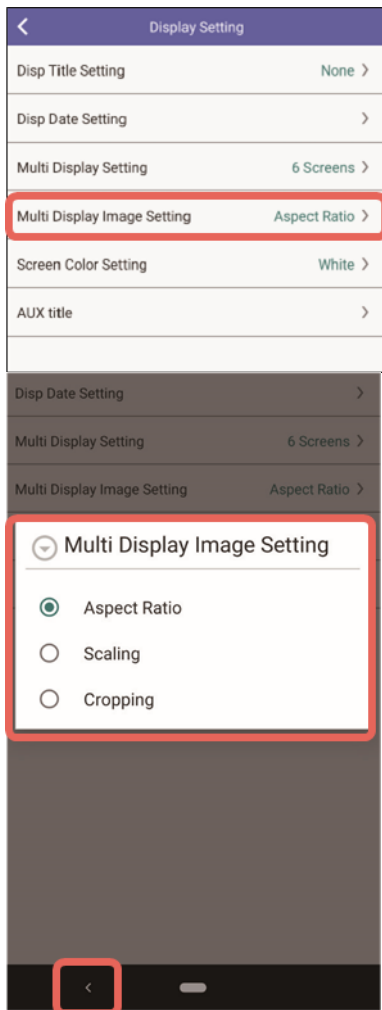 Display Setting
Disp Title Setting None
Disp Date Setting
Multi Display Setting 6 Screens
Multi Display Image Setting Aspect Ratio
Screen Color Setting White
AUX title
Disp Date Setting
Multi Display Setting 6 Screens
Multi Display Image Setting Aspect Ratio
Multi Display Image Setting
Aspect Ratio
Scaling
Cropping